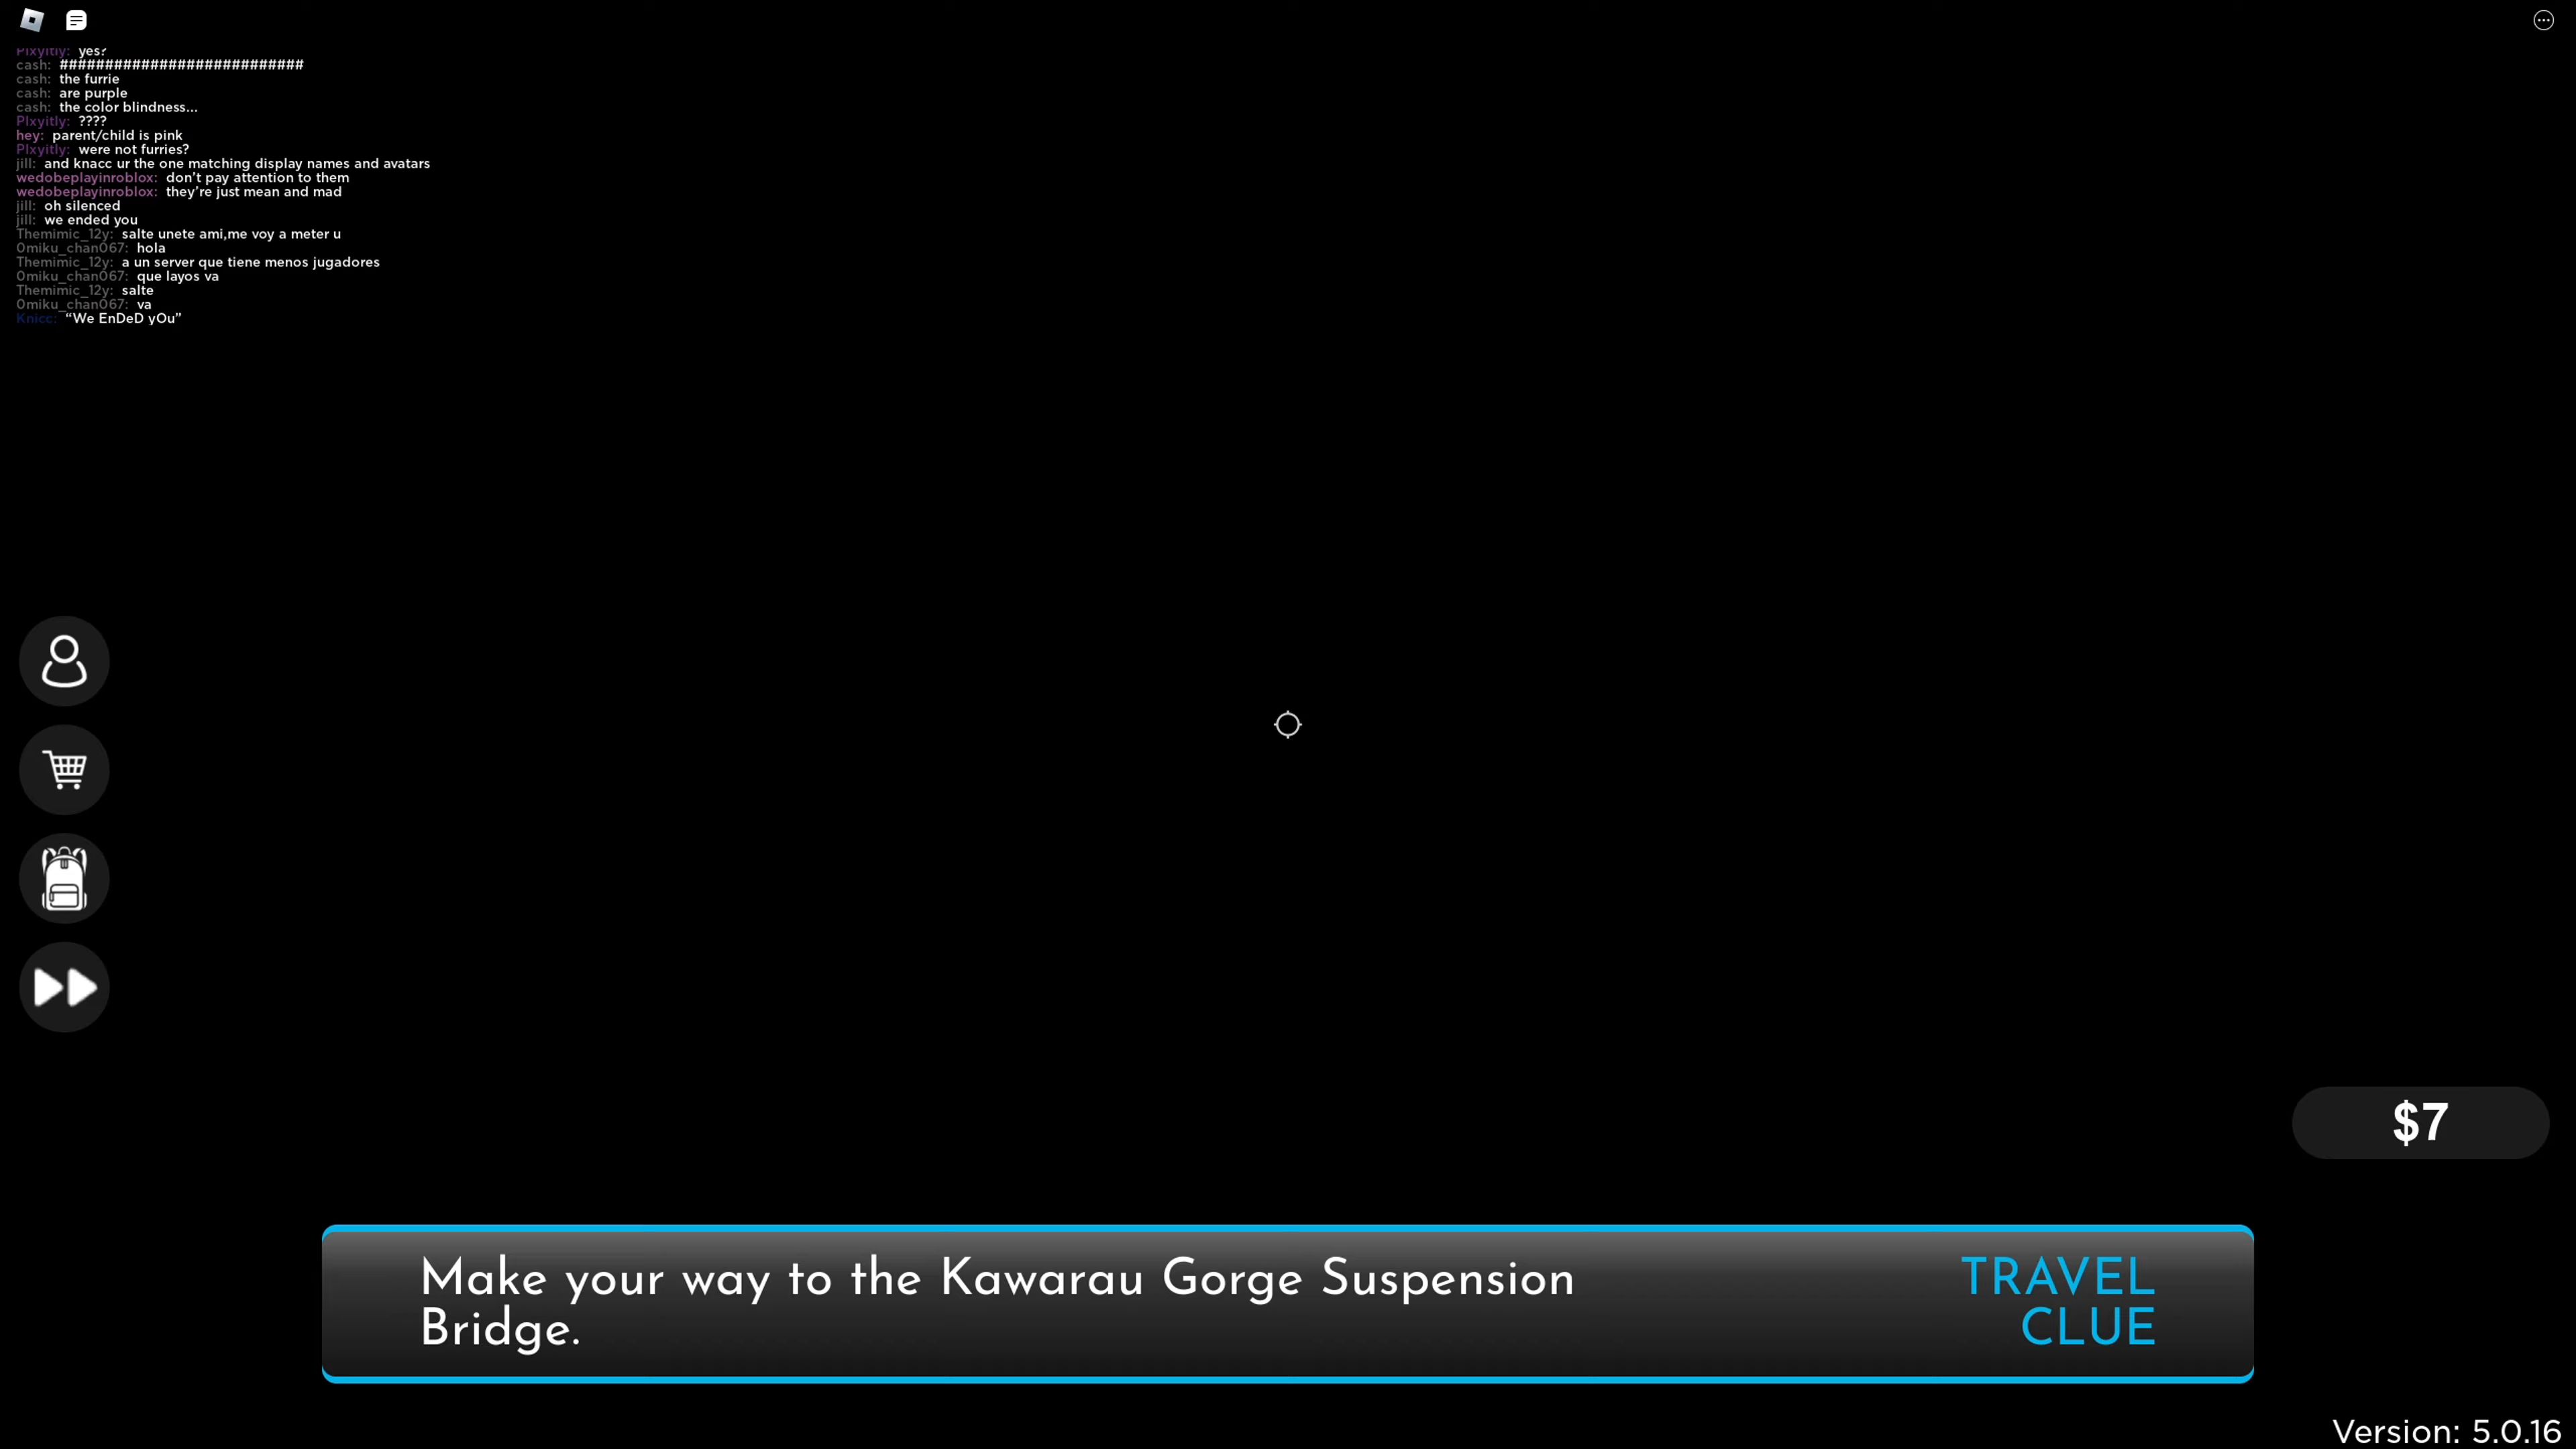 Plxyitly: yes?
cash: ###########################
cash: the furrie
cash: are purple
cash: the color blindness...
Plxyitly: ????
hey: parent/child is pink
Plxyitly: were not furries?
jill: and knacc ur the one matching display names and avatars
wedobeplayinroblox: don't pay attention to them
wedobeplayinroblox: they're just mean and mad
jill: oh silenced
jill: we ended you
Themimic_12y: salte unete ami,me voy a meter u
0miku_chan067: hola
Themimic_12y: a un server que tiene menos jugadores
0miku_chan067: que layos va
Themimic_12y: salte
0miku_chan067: va
Knicc: “We EnDeD yOu”
$7
Make your way to the Kawarau Gorge Suspension
Bridge.
TRAVEL
CLUE
Version: 5.0.16